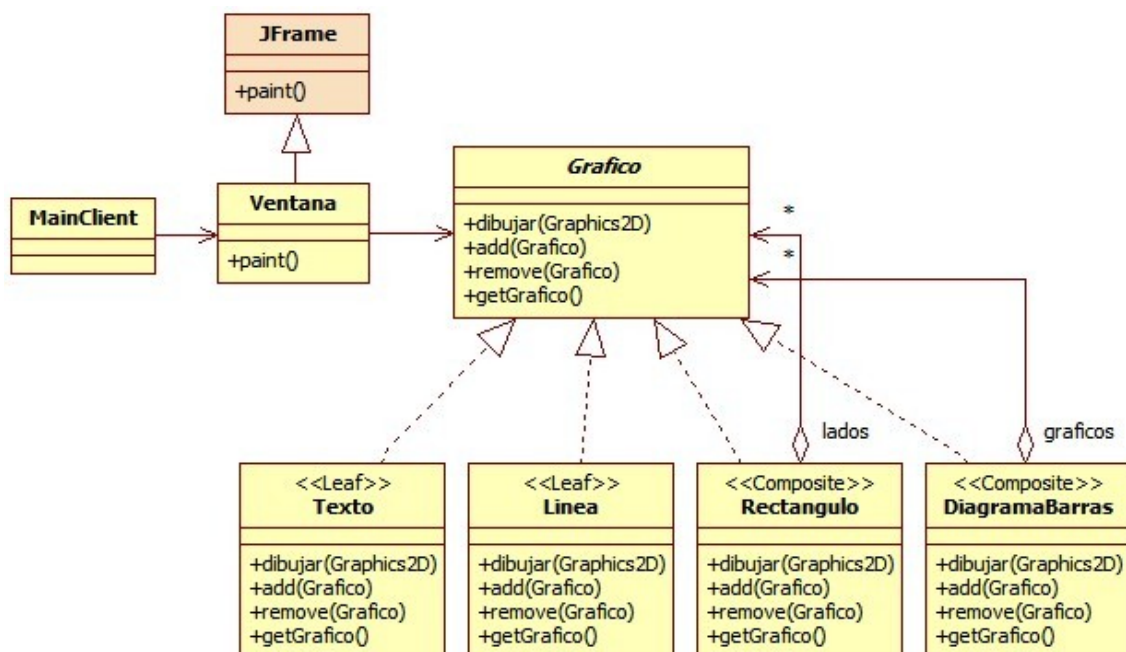 JFrame
+paint()
MainClient
Ventana
+paint()
Grafico
+dibujar(Graphics2D)
+add(Grafico)
+remove(Grafico)
+getGrafico()
*
*
lados
graficos
<<Leaf>>
Texto
+dibujar(Graphics2D)
+add(Grafico)
+remove(Grafico)
+getGrafico()
<<Leaf>>
Linea
+dibujar(Graphics2D)
+add(Grafico)
+remove(Grafico)
+getGrafico()
<<Composite>>
Rectangulo
+dibujar(Graphics2D)
+add(Grafico)
+remove(Grafico)
+getGrafico()
<<Composite>>
DiagramaBarras
+dibujar(Graphics2D)
+add(Grafico)
+remove(Grafico)
+getGrafico()